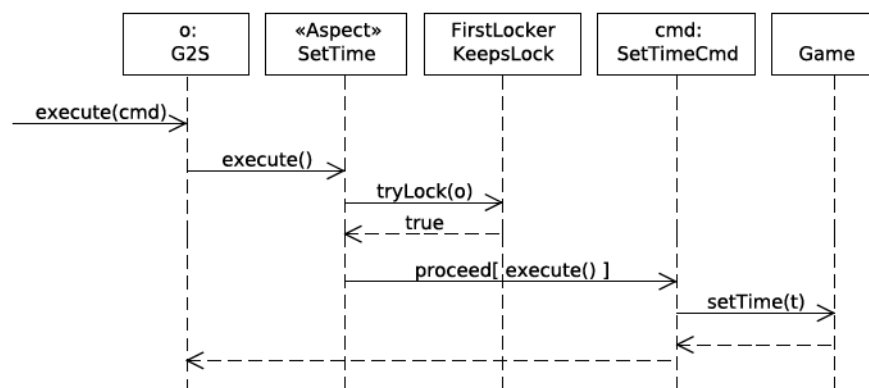 o:
G2S
«Aspect»
SetTime
FirstLocker
KeepsLock
cmd:
SetTimeCmd
Game
execute(cmd)
execute()
tryLock(o)
true
proceed[ execute() ]
setTime(t)